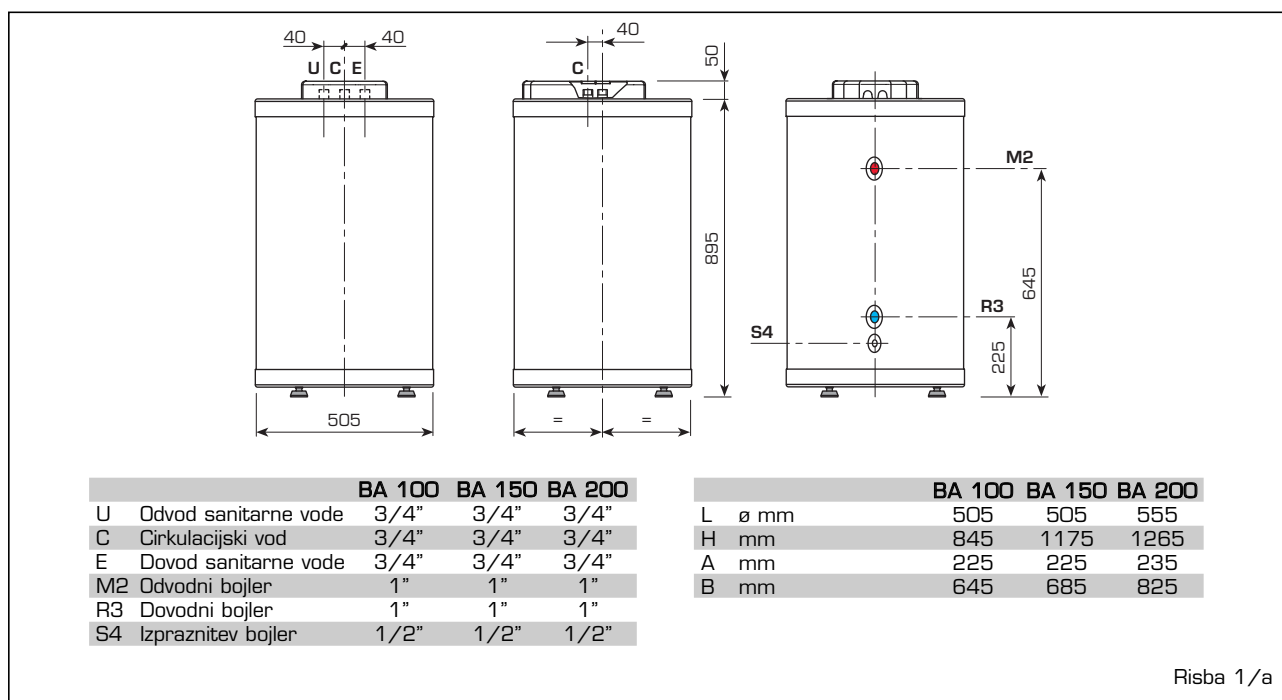 40 40
U C E
40
C
50
895
505
= =
M2
R3
S4
645
225
BA 100 BA 150 BA 200
U Odvod sanitarne vode 3/4” 3/4” 3/4”
C Cirkulacijski vod 3/4” 3/4” 3/4”
E Dovod sanitarne vode 3/4” 3/4” 3/4”
M2 Odvodni bojler 1” 1” 1”
R3 Dovodni bojler 1” 1” 1”
S4 Izpraznitev bojler 1/2” 1/2” 1/2”
BA 100 BA 150 BA 200
L ø mm 505 505 555
H mm 845 1175 1265
A mm 225 225 235
B mm 645 685 825
Risba 1/a